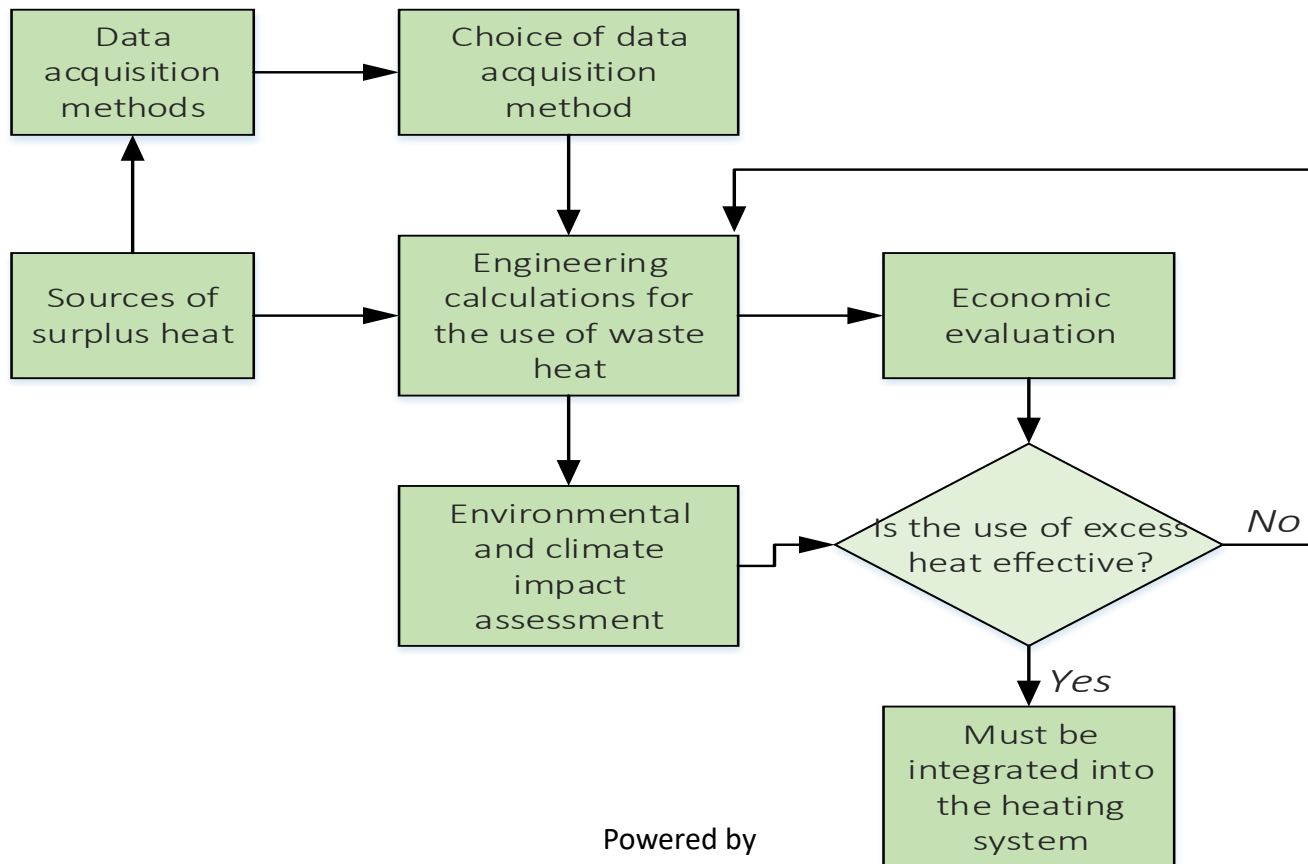 Data
acquisition
methods
Choice of data
acquisition
method
Sources of
surplus heat
Engineering
calculations for
the use of waste
heat
Economic
evaluation
Environmental
and climate
impact
assessment
Is the use of excess
heat effective?
No
Yes
Must be
integrated into
the heating
system
Powered by